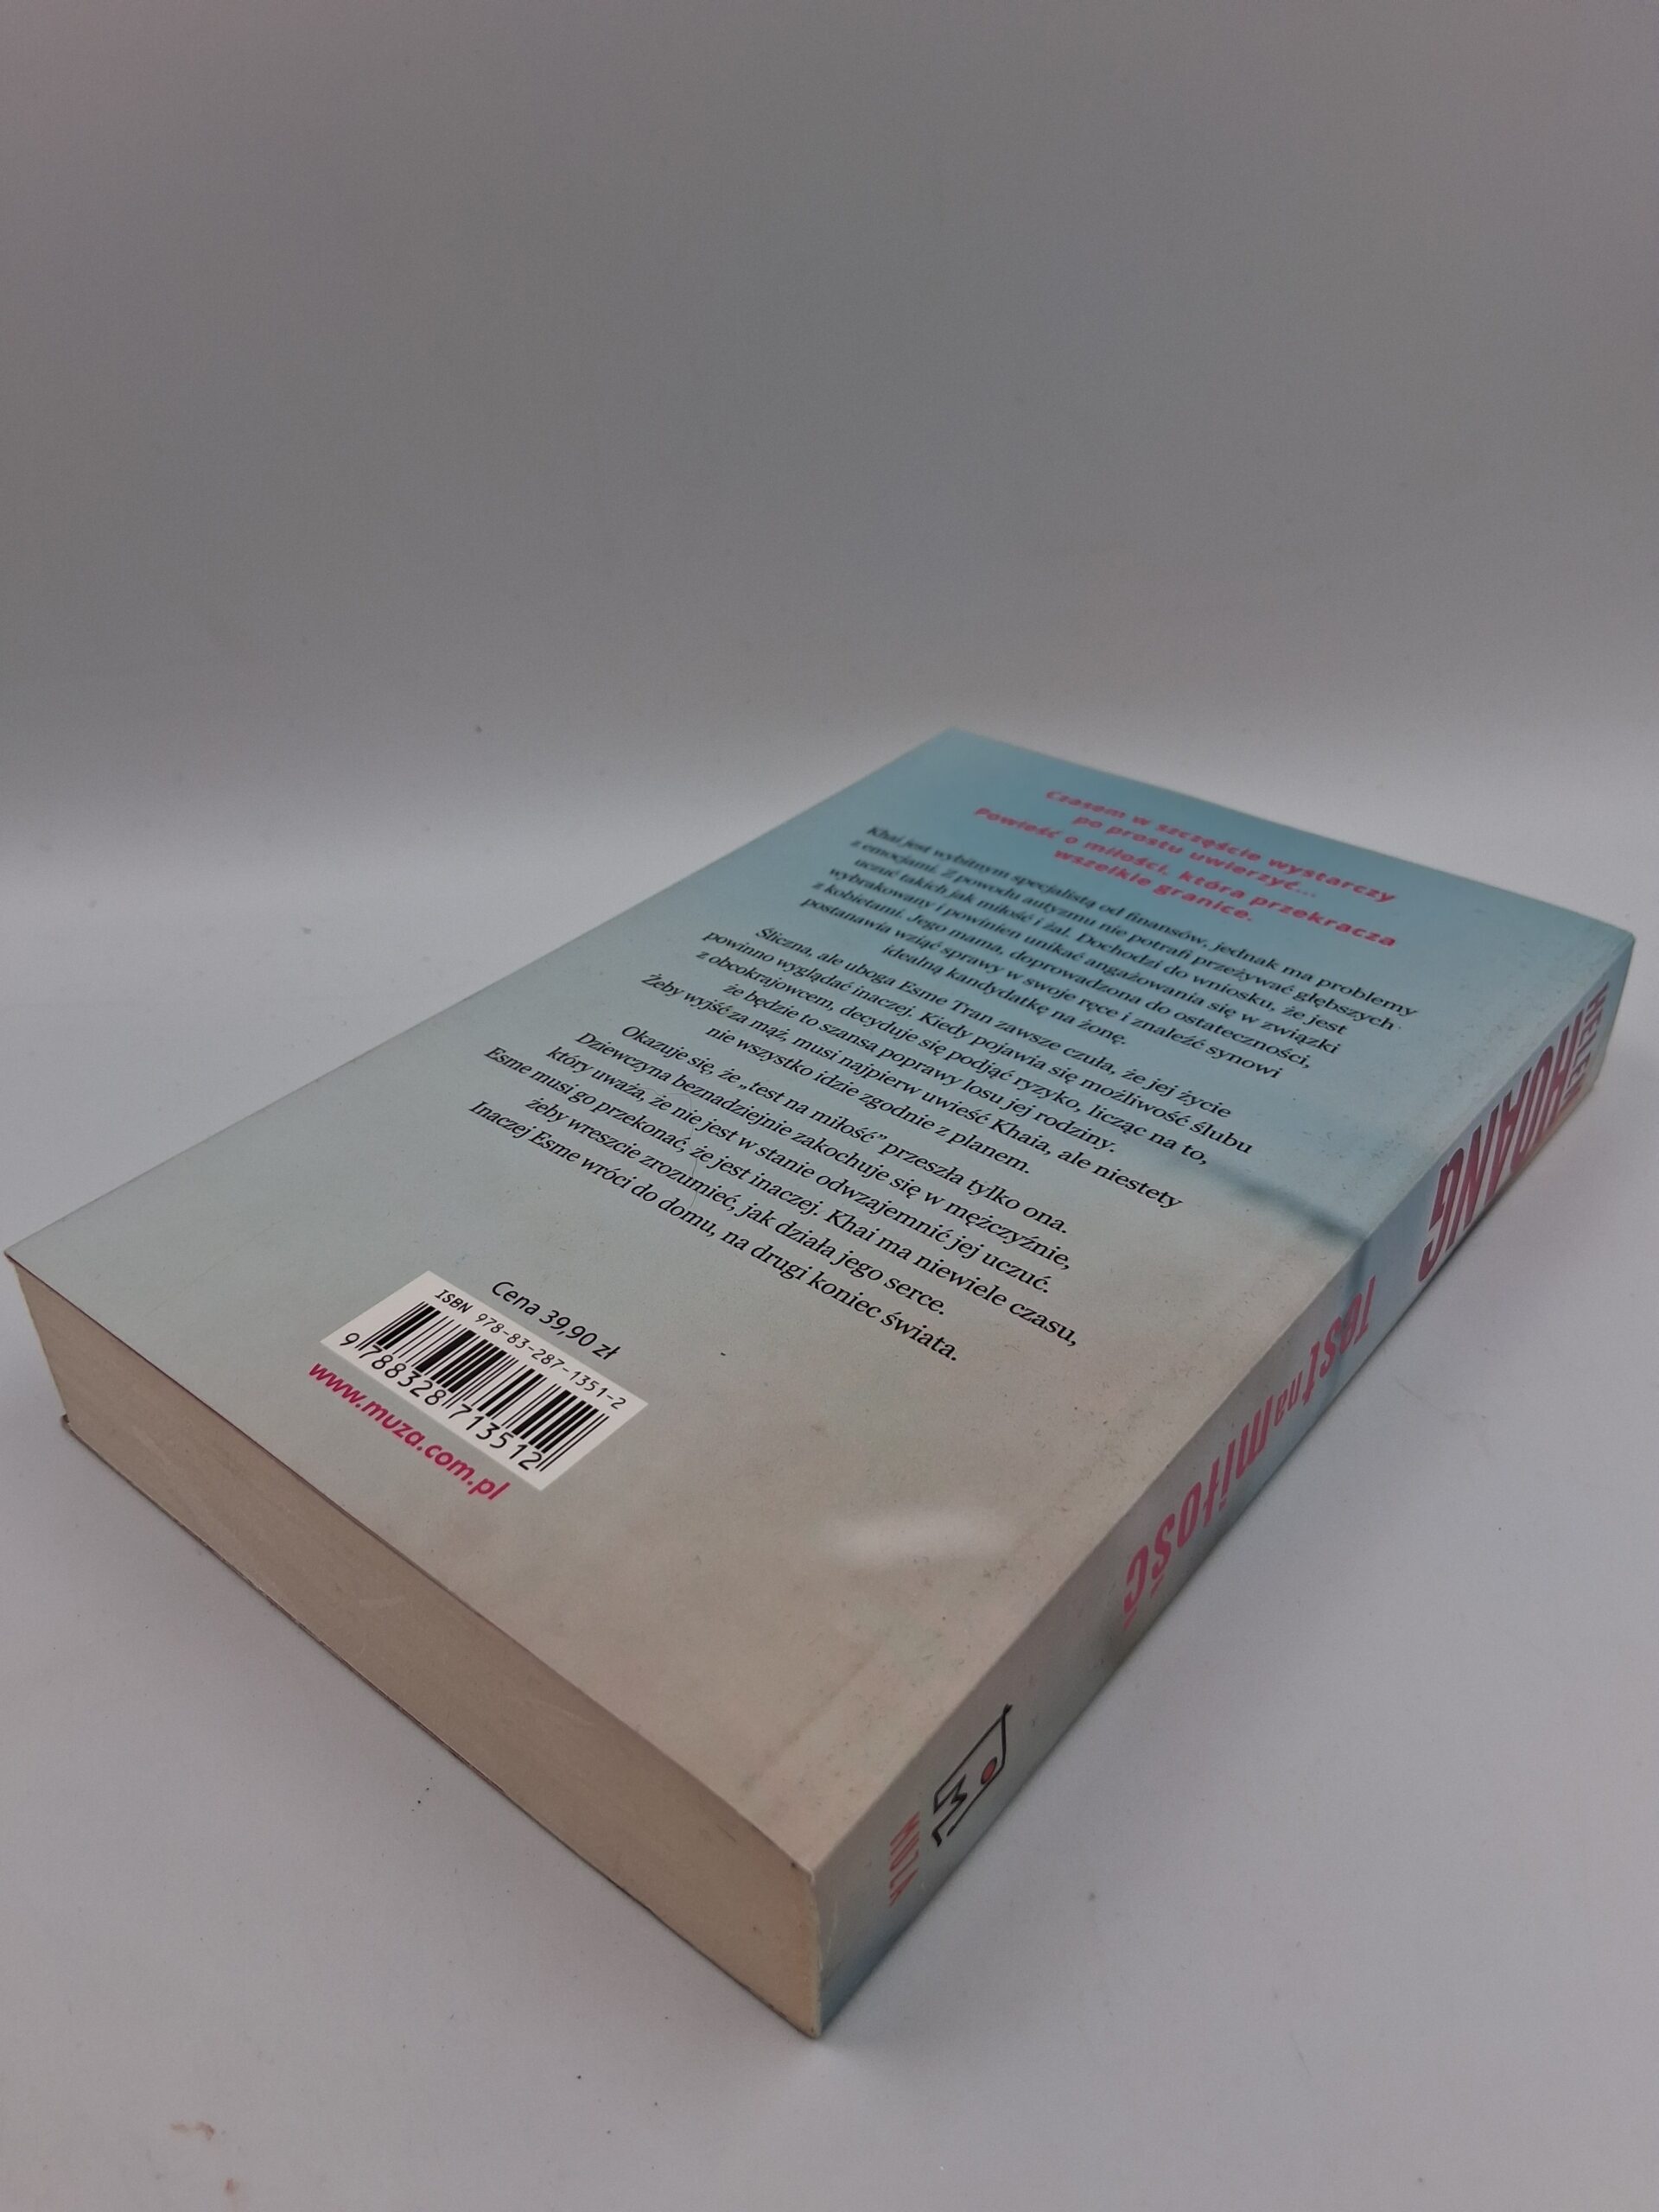 Czasem w szczęście wystarczy
po prostu uwierzyć...
Powieść o miłości, która przekracza
wszelkie granice.
Khai jest wybitnym specjalistą od finansów, jednak ma problemy
z emocjami. Z powodu autyzmu nie potrafi przeżywać głębszych
uczuć takich jak miłość i żal. Dochodzi do wniosku, że jest
wybrakowany i powinien unikać angażowania się w związki
z kobietami. Jego mama, doprowadzona do ostateczności,
postanawia wziąć sprawy w swoje ręce i znaleźć synowi
idealną kandydatkę na żonę.
Śliczna, ale uboga Esme Tran zawsze czuła, że jej życie
powinno wyglądać inaczej. Kiedy pojawia się możliwość ślubu
z obcokrajowcem, decyduje się podjąć ryzyko, licząc na to,
że będzie to szansa poprawy losu jej rodziny.
Żeby wyjść za mąż, musi najpierw uwieść Khaia, ale niestety
nie wszystko idzie zgodnie z planem.
Okazuje się, że „test na miłość” przeszła tylko ona.
Dziewczyna beznadziejnie zakochuje się w mężczyźnie,
który uważa, że nie jest w stanie odwzajemnić jej uczuć.
Esme musi go przekonać, że jest inaczej. Khai ma niewiele czasu,
żeby wreszcie zrozumieć, jak działa jego serce.
Inaczej Esme wróci do domu, na drugi koniec świata.
Cena 39,90 zł
ISBN 978-83-287-1351-2
9 788328 713512
www.muza.com.pl
HELEN
HOANG
Test na miłość
MUZA